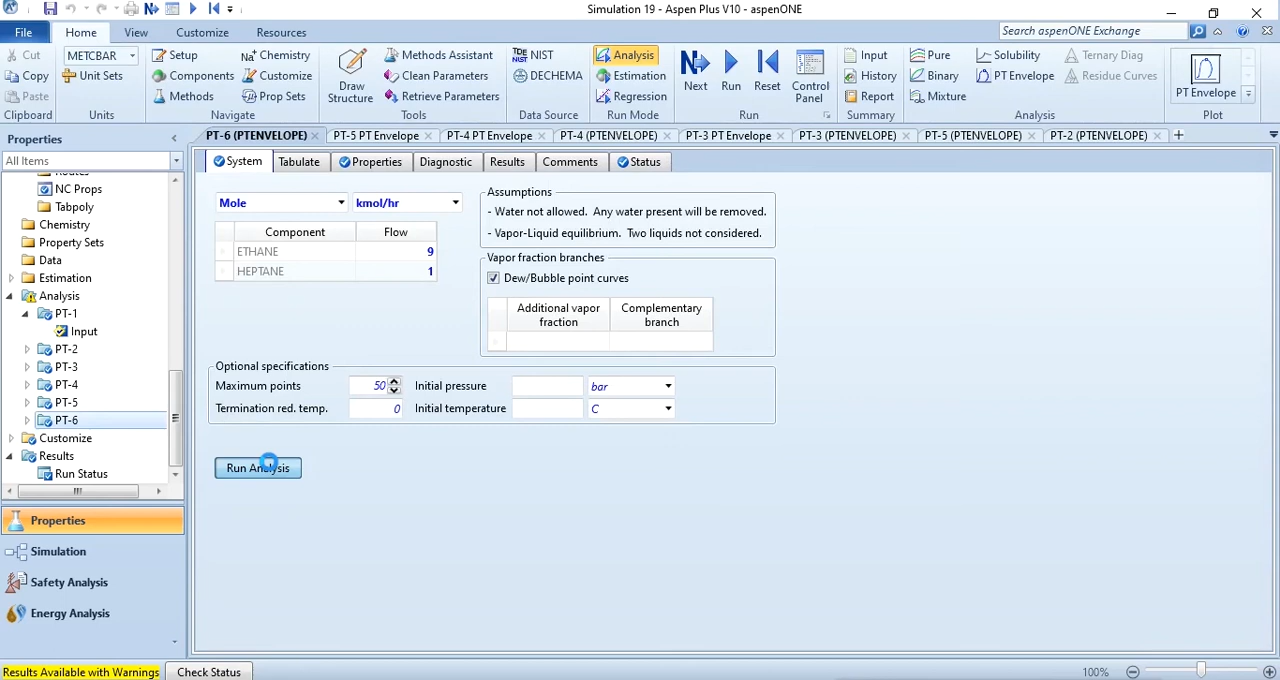 Simulation 19 - Aspen Plus V10 - aspenONE
File Home View Customize Resources Search aspenONE Exchange
Cut METCBAR Setup Chemistry Methods Assistant NIST Analysis Input Pure Solubility Ternary Diag
Copy Unit Sets Components Customize Clean Parameters DECHEMA Estimation History Binary PT Envelope Residue Curves
Paste Methods Prop Sets Draw Structure Retrieve Parameters Regression Next Run Reset Control Panel Report Mixture PT Envelope
Clipboard Units Navigate Tools Data Source Run Mode Run Summary Analysis Plot
Properties
PT-6 (PTENVELOPE) PT-5 PT Envelope PT-4 PT Envelope PT-4 (PTENVELOPE) PT-3 PT Envelope PT-3 (PTENVELOPE) PT-5 (PTENVELOPE) PT-2 (PTENVELOPE)
All Items
NC Props
Tabpoly
Chemistry
Property Sets
Data
Estimation
Analysis
PT-1
Input
PT-2
PT-3
PT-4
PT-5
PT-6
Customize
Results
Run Status
Properties
Simulation
Safety Analysis
Energy Analysis
System Tabulate Properties Diagnostic Results Comments Status
Mole kmol/hr
Component Flow
ETHANE 9
HEPTANE 1
Assumptions
- Water not allowed. Any water present will be removed.
- Vapor-Liquid equilibrium. Two liquids not considered.
Vapor fraction branches
Dew/Bubble point curves
Additional vapor fraction Complementary branch
Optional specifications
Maximum points 50 Initial pressure bar
Termination red. temp. 0 Initial temperature C
Run Analysis
Results Available with Warnings Check Status 100%